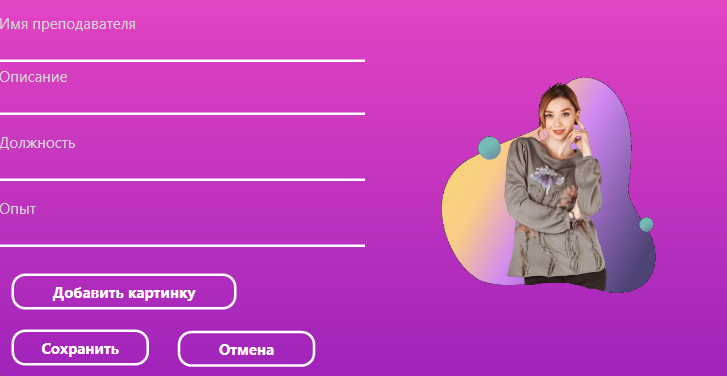 Имя преподавателя
Описание
Должность
Опыт
Добавить картинку
Сохранить
Отмена